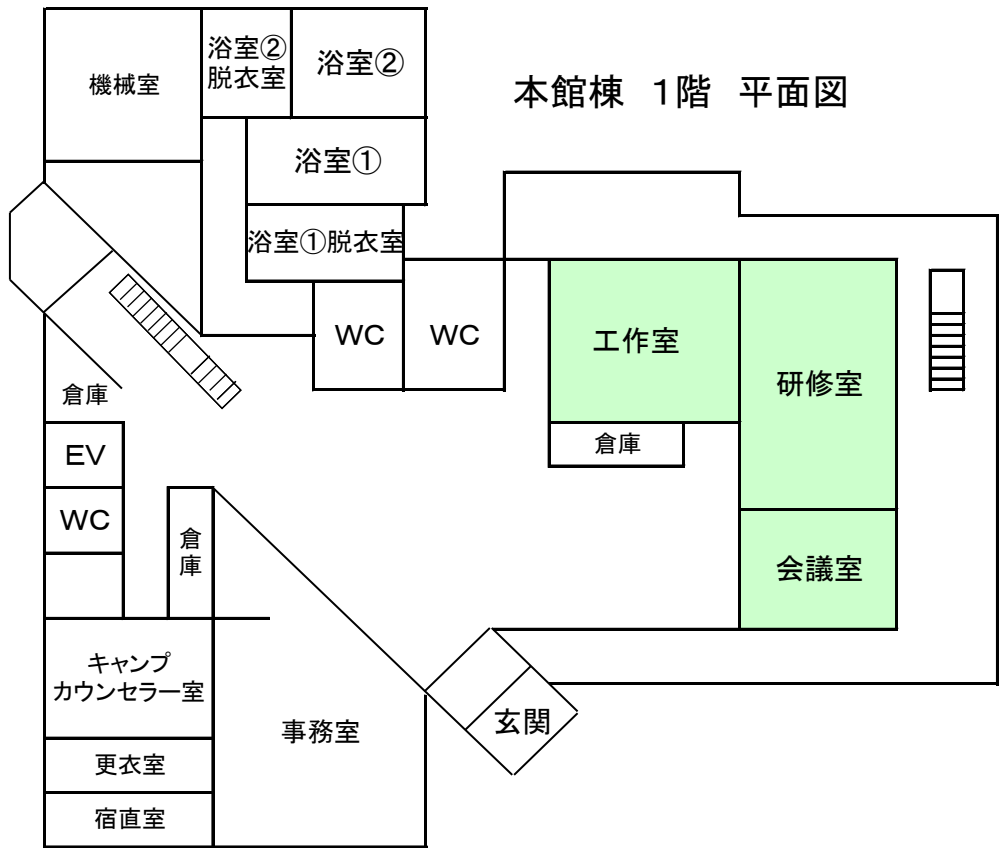 本館棟 1階 平面図
機械室
浴室②
脱衣室
浴室②
浴室①
浴室①脱衣室
WC
WC
工作室
研修室
倉庫
倉庫
EV
WC
倉庫
会議室
キャンプ
カウンセラー室
事務室
玄関
更衣室
宿直室